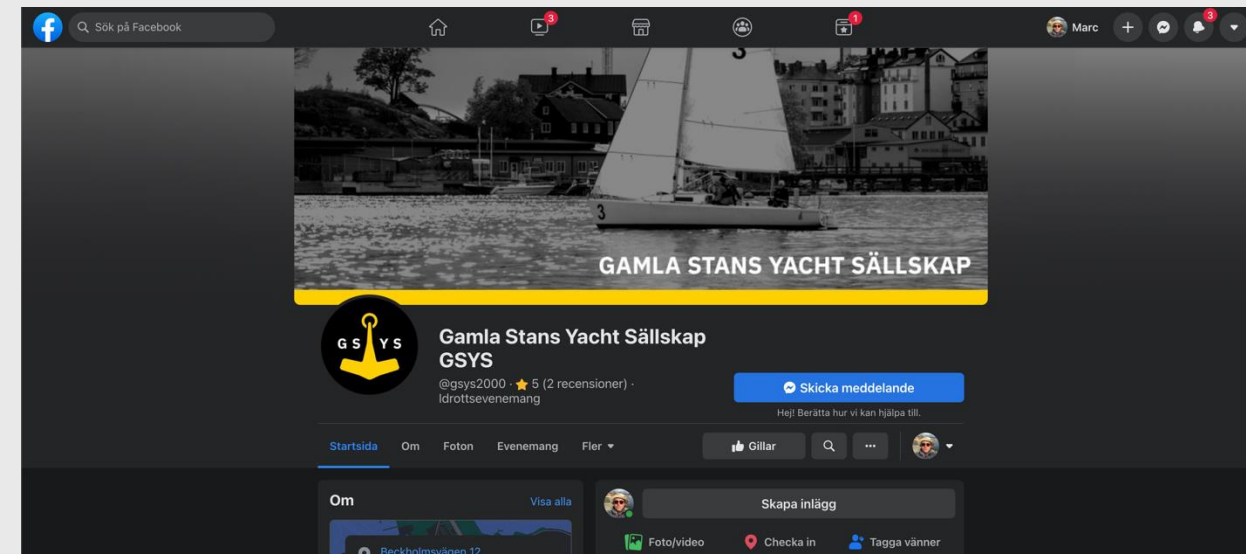 Sök på Facebook
3
1
Marc
3
3
3
GAMLA STANS YACHT SÄLLSKAP
GS YS
Gamla Stans Yacht Sällskap
GSYS
@gsys2000 · 5 (2 recensioner) ·
Idrottsevenemang
Skicka meddelande
Hej! Berätta hur vi kan hjälpa till.
Startsida Om Foton Evenemang Fler
Gillar
Om
Visa alla
Skapa inlägg
Beckholmsvägen 12
Foto/video
Checka in
Tagga vänner